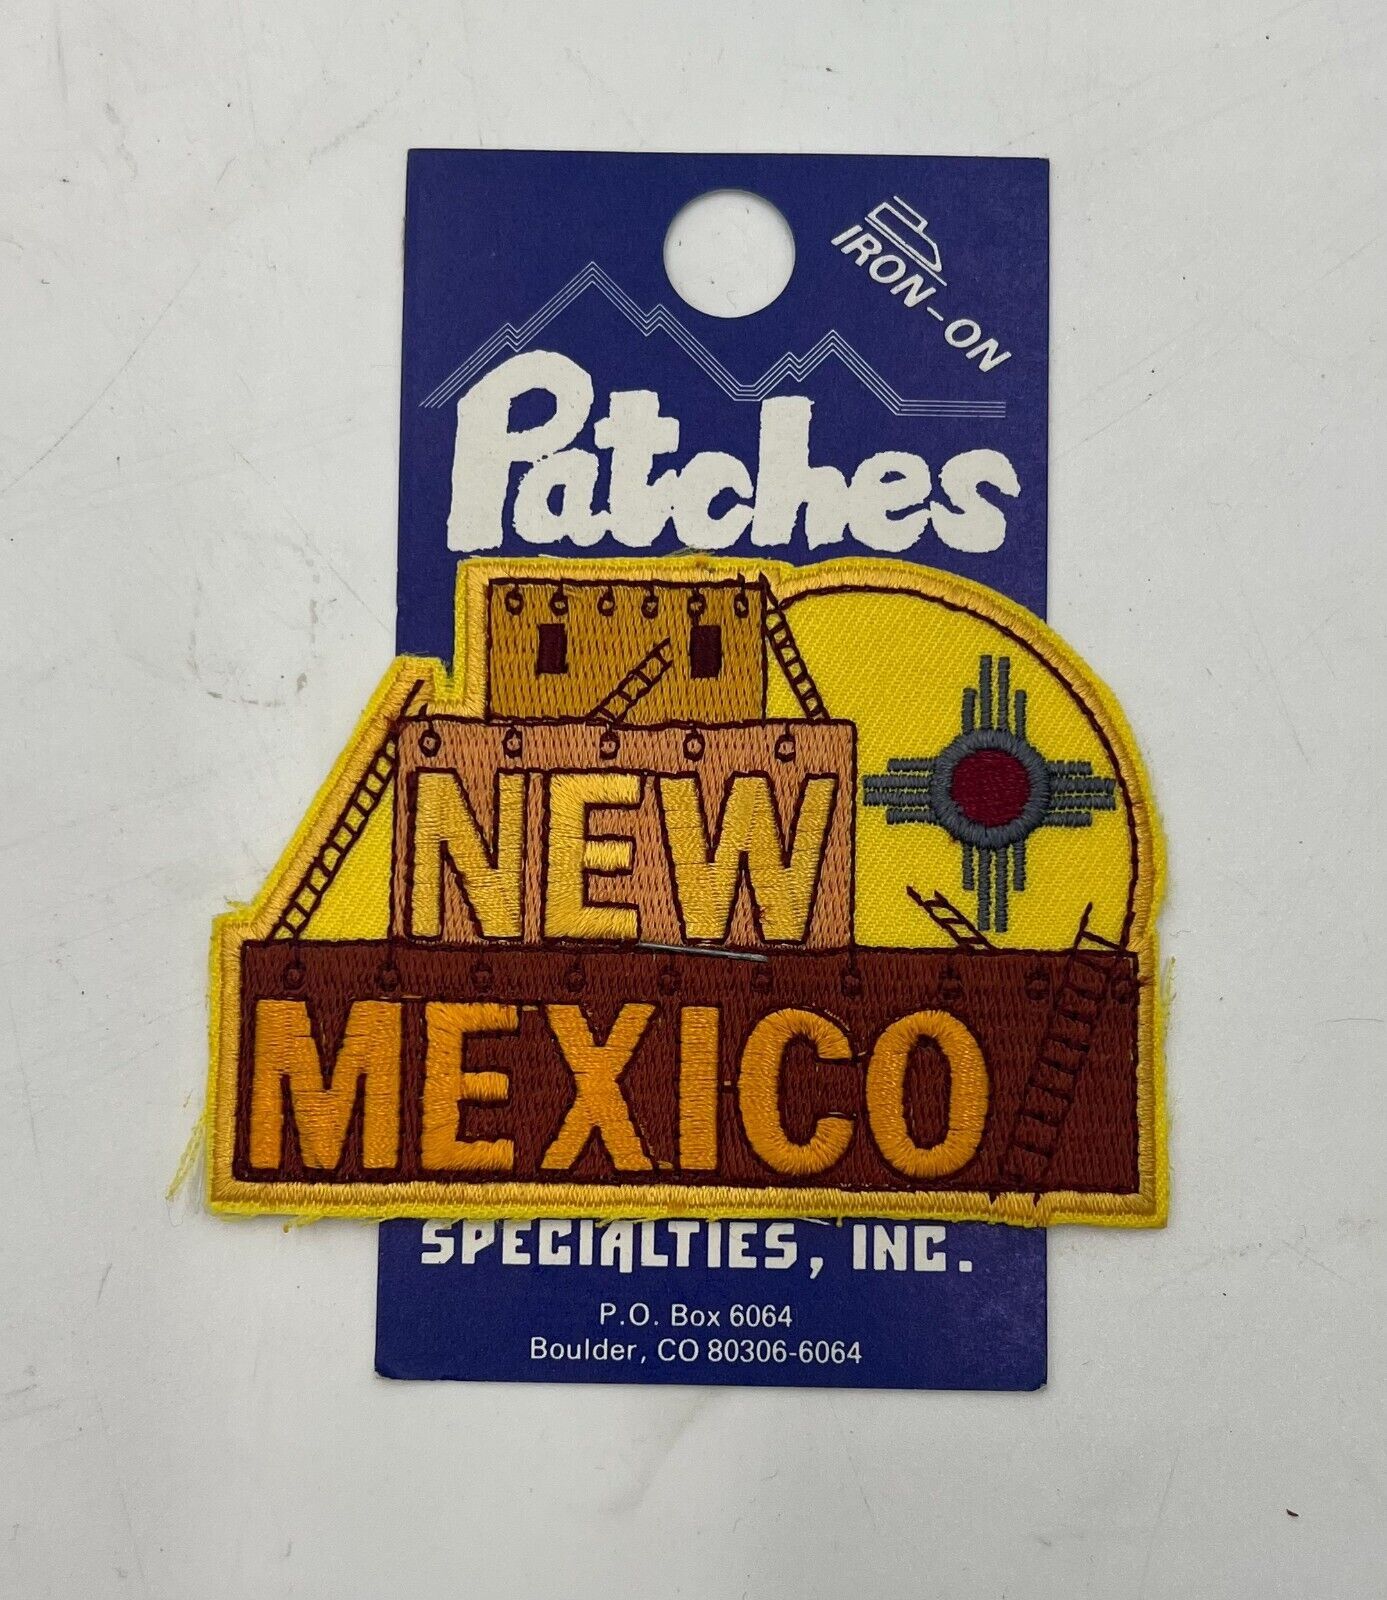 IRON-ON
Patches
NEW
MEXICO
SPECIALTIES, INC.
P.O. Box 6064
Boulder, CO 80306-6064